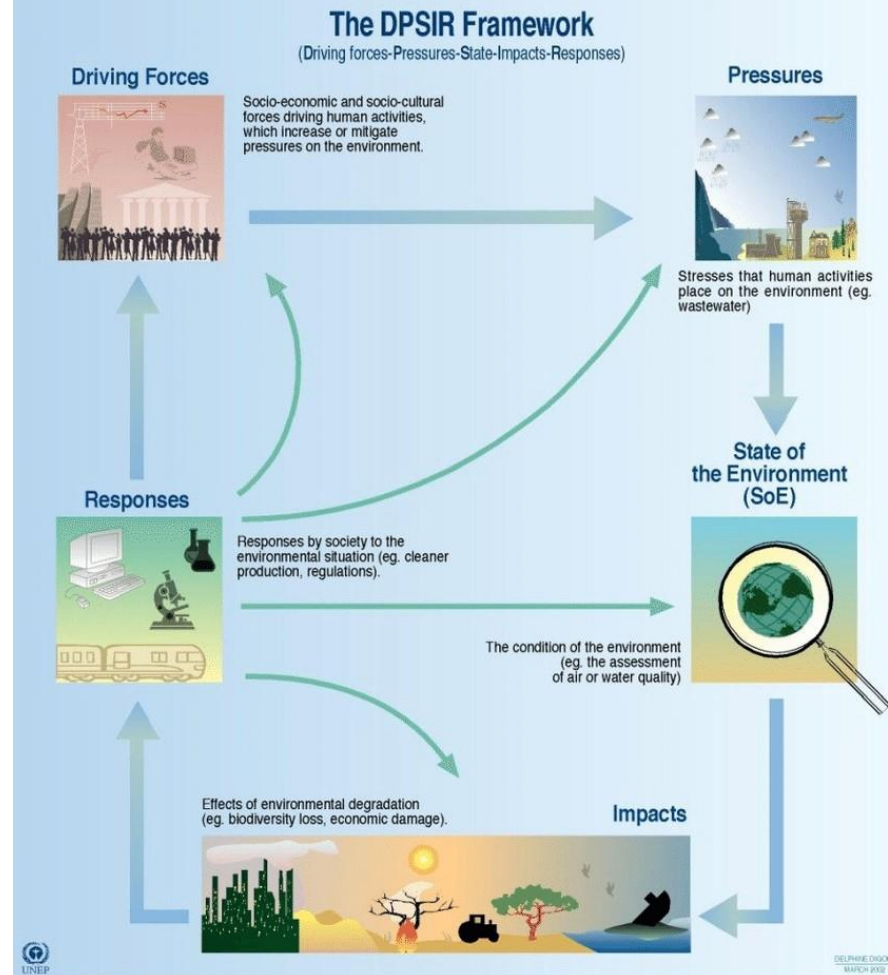 The DPSIR Framework
(Driving forces-Pressures-State-Impacts-Responses)
Driving Forces
Socio-economic and socio-cultural
forces driving human activities,
which increase or mitigate
pressures on the environment.
Pressures
Stresses that human activities
place on the environment (eg.
wastewater)
State of
the Environment
(SoE)
Responses
Responses by society to the
environmental situation (eg. cleaner
production, regulations).
The condition of the environment
(eg. the assessment
of air or water quality)
Effects of environmental degradation
(eg. biodiversity loss, economic damage).
Impacts
UNEP
DELPHINE
MARCH 2002